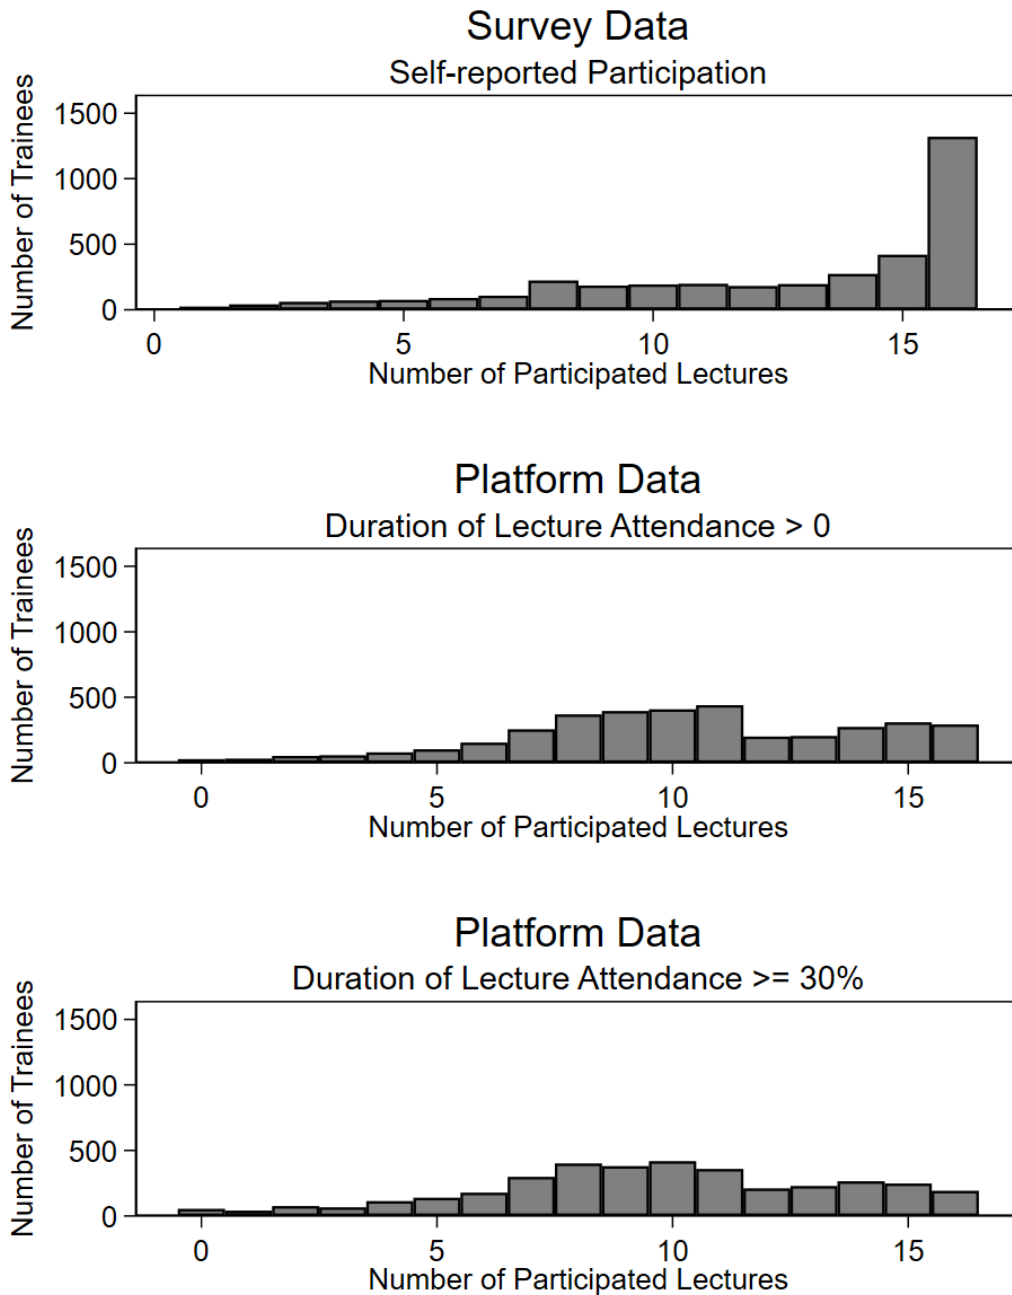 Survey Data
Self-reported Participation
Number of Trainees
1500
1000
500
0
0 5 10 15
Number of Participated Lectures
Platform Data
Duration of Lecture Attendance > 0
Number of Trainees
1500
1000
500
0
0 5 10 15
Number of Participated Lectures
Platform Data
Duration of Lecture Attendance >= 30%
Number of Trainees
1500
1000
500
0
0 5 10 15
Number of Participated Lectures